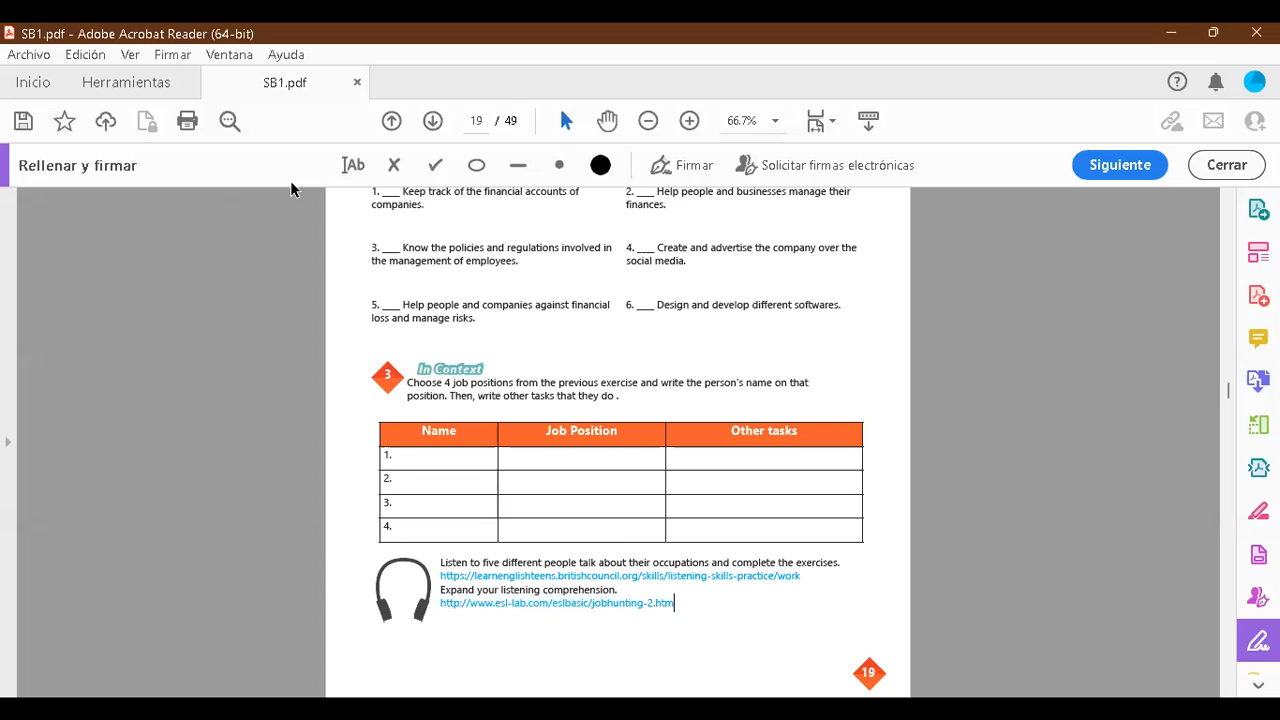 SB1.pdf - Adobe Acrobat Reader (64-bit)
Archivo Edición Ver Firmar Ventana Ayuda
Inicio Herramientas SB1.pdf ×
19 / 49 66.7%
Rellenar y firmar Ab Firmar Solicitar firmas electrónicas Siguiente Cerrar
1. ___ Keep track of the financial accounts of
companies.
2. ___ Help people and businesses manage their
finances.
3. ___ Know the policies and regulations involved in
the management of employees.
4. ___ Create and advertise the company over the
social media.
5. ___ Help people and companies against financial
loss and manage risks.
6. ___ Design and develop different softwares.
3 In Context
Choose 4 job positions from the previous exercise and write the person's name on that
position. Then, write other tasks that they do .
Name Job Position Other tasks
1.
2.
3.
4.
Listen to five different people talk about their occupations and complete the exercises.
https://learnenglishteens.britishcouncil.org/skills/listening-skills-practice/work
Expand your listening comprehension.
http://www.esl-lab.com/eslbasic/jobhunting-2.htm
19